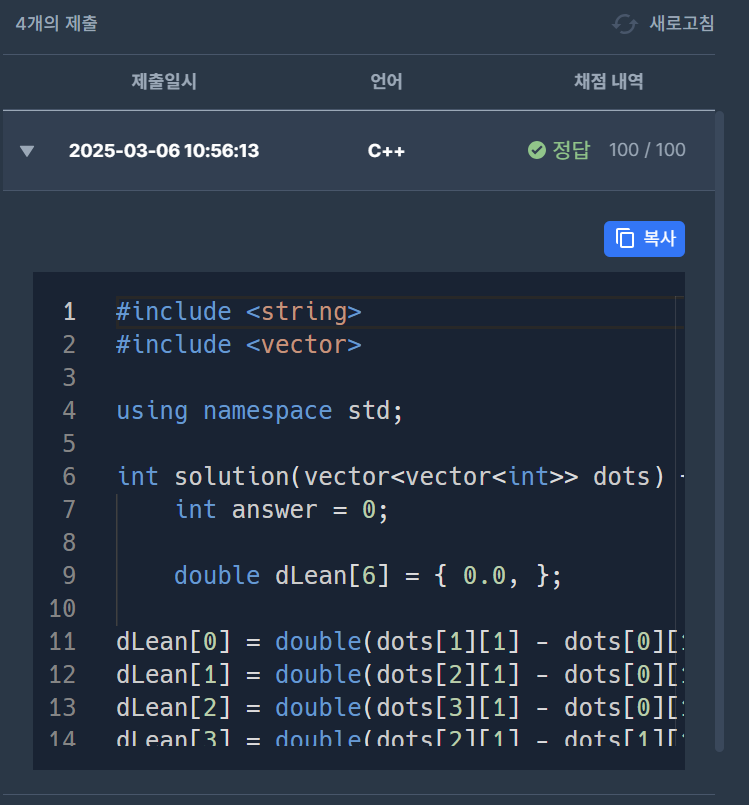 4개의 제출 새로고침
제출일시 언어 채점 내역
2025-03-06 10:56:13 C++ 정답 100 / 100
복사
1 #include <string>
2 #include <vector>
3
4 using namespace std;
5
6 int solution(vector<vector<int>> dots)
7 int answer = 0;
8
9 double dLean[6] = { 0.0, };
10
11 dLean[0] = double(dots[1][1] - dots[0][
12 dLean[1] = double(dots[2][1] - dots[0][
13 dLean[2] = double(dots[3][1] - dots[0][
14 dLean[3] = double(dots[2][1] - dots[1][